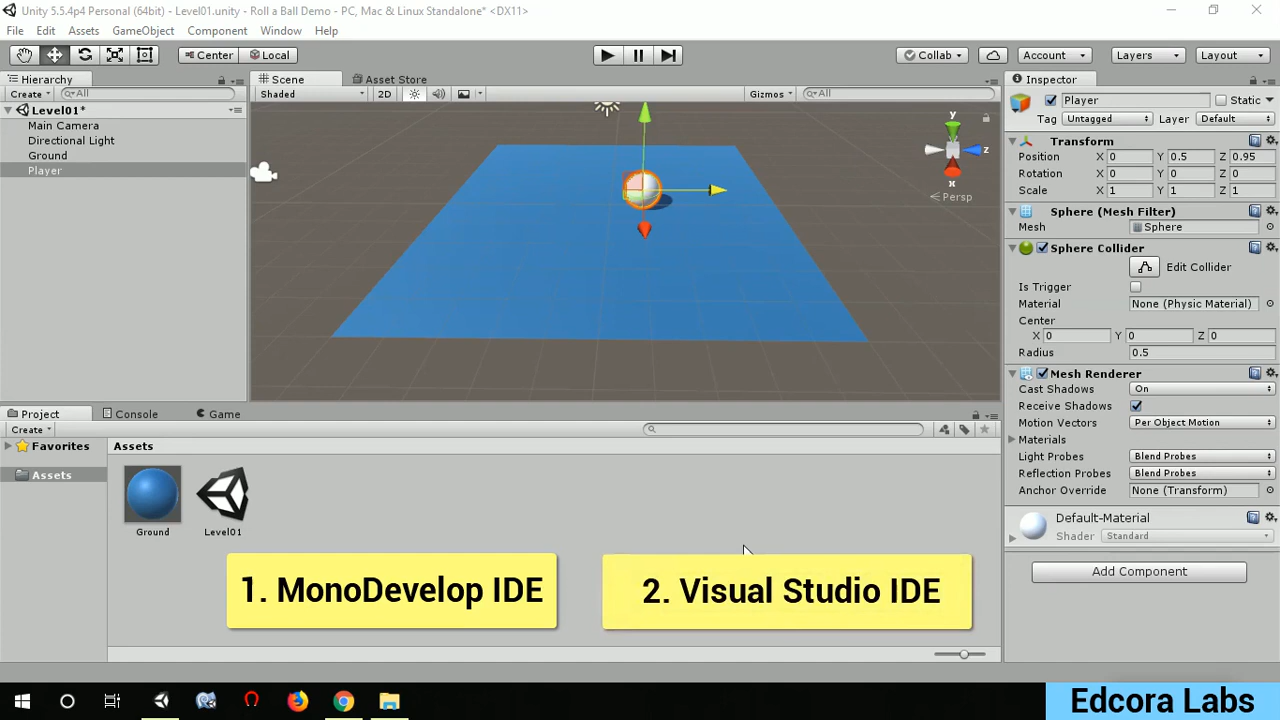 Unity 5.5.4p4 Personal (64bit) - Level01.unity - Roll a Ball Demo - PC, Mac & Linux Standalone* <DX11>
File Edit Assets GameObject Component Window Help
Center Local Collab Account Layers Layout
Hierarchy
Create All
Level01*
Main Camera
Directional Light
Ground
Player
Scene Asset Store
Shaded 2D Gizmos All
y
z
x
Persp
Inspector
Player Static
Tag Untagged Layer Default
Transform
Position X 0 Y 0.5 Z 0.95
Rotation X 0 Y 0 Z 0
Scale X 1 Y 1 Z 1
Sphere (Mesh Filter)
Mesh Sphere
Sphere Collider
Edit Collider
Is Trigger
Material None (Physic Material)
Center
X 0 Y 0 Z 0
Radius 0.5
Mesh Renderer
Cast Shadows On
Receive Shadows
Motion Vectors Per Object Motion
Materials
Light Probes Blend Probes
Reflection Probes Blend Probes
Anchor Override None (Transform)
Default-Material
Shader Standard
Add Component
Project Console Game
Create
Favorites
Assets
Assets
Ground Level01
1. MonoDevelop IDE
2. Visual Studio IDE
Edcora Labs